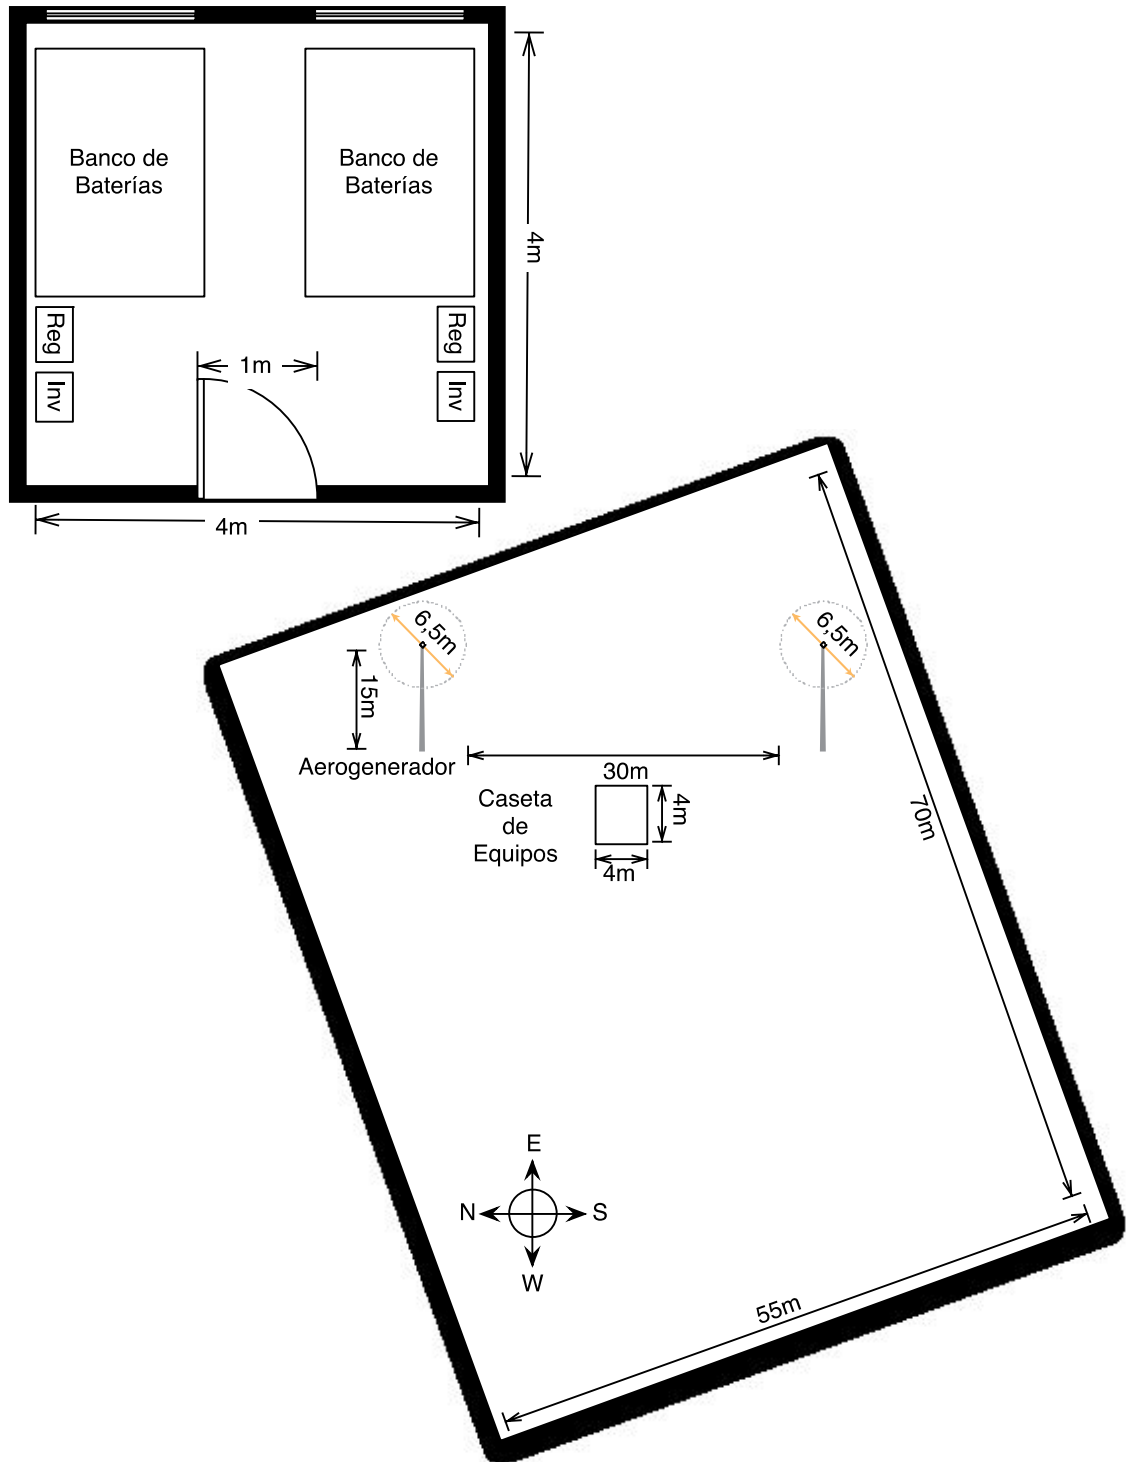 Banco de
Baterías
Banco de
Baterías
4m
Reg
Reg
1m
Inv
Inv
4m
6,5m
6,5m
15m
Aerogenerador
30m
Caseta
de
Equipos
4m
4m
70m
E
N
S
W
55m